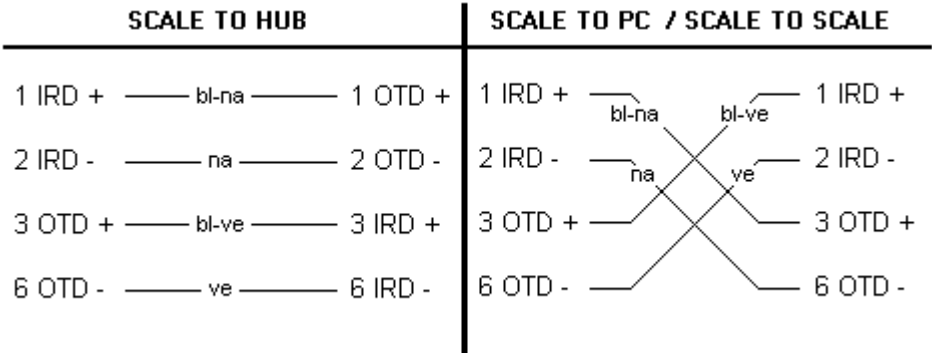 SCALE TO HUB
1 IRD + bl-na 1 OTD +
2 IRD - na 2 OTD -
3 OTD + bl-ve 3 IRD +
6 OTD - ve 6 IRD -
SCALE TO PC / SCALE TO SCALE
1 IRD + bl-na bl-ve 1 IRD +
2 IRD - na ve 2 IRD -
3 OTD + 3 OTD +
6 OTD - 6 OTD -